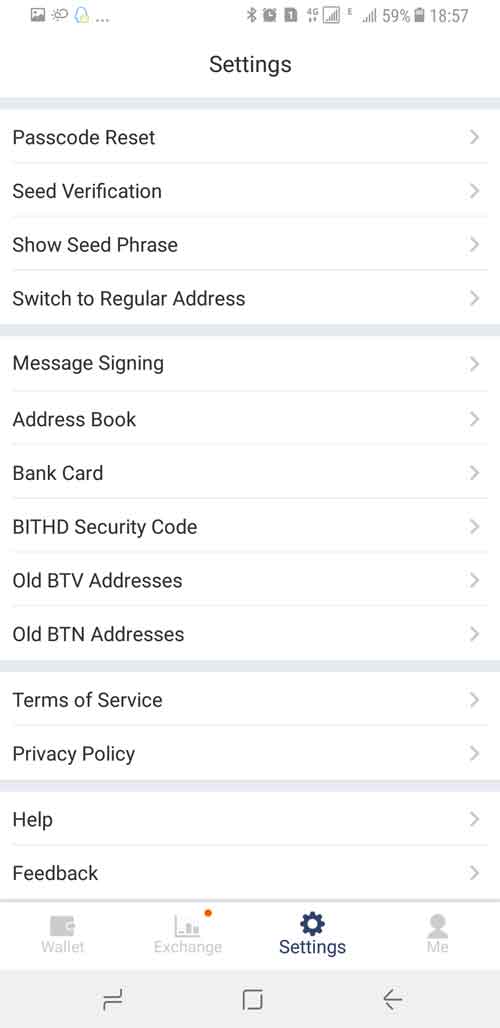 ... 4G E 59% 18:57
Settings
Passcode Reset
Seed Verification
Show Seed Phrase
Switch to Regular Address
Message Signing
Address Book
Bank Card
BITHD Security Code
Old BTV Addresses
Old BTN Addresses
Terms of Service
Privacy Policy
Help
Feedback
Wallet Exchange Settings Me